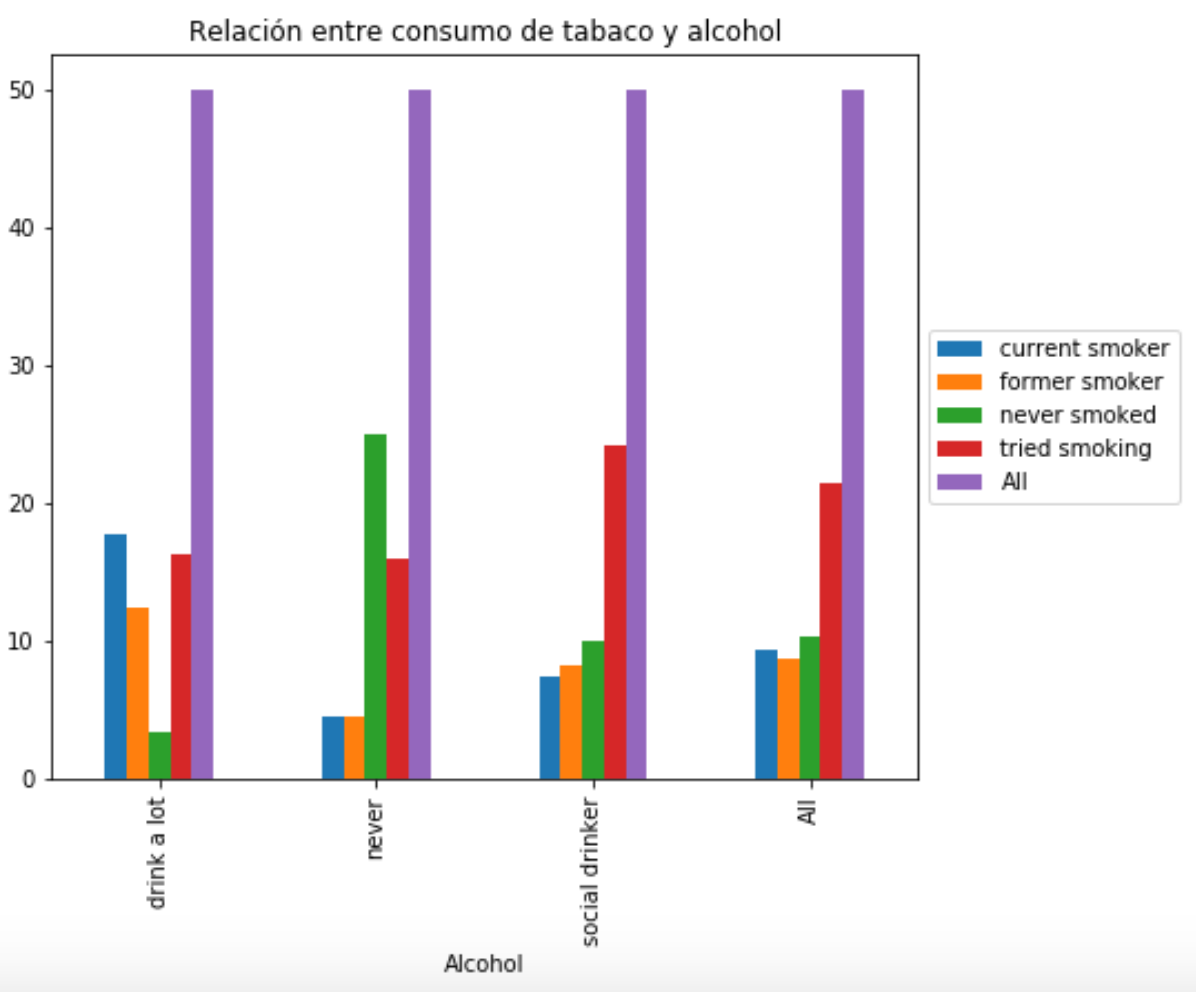 Relación entre consumo de tabaco y alcohol
50
40
30
20
10
0
current smoker
former smoker
never smoked
tried smoking
All
drink a lot
never
social drinker
All
Alcohol